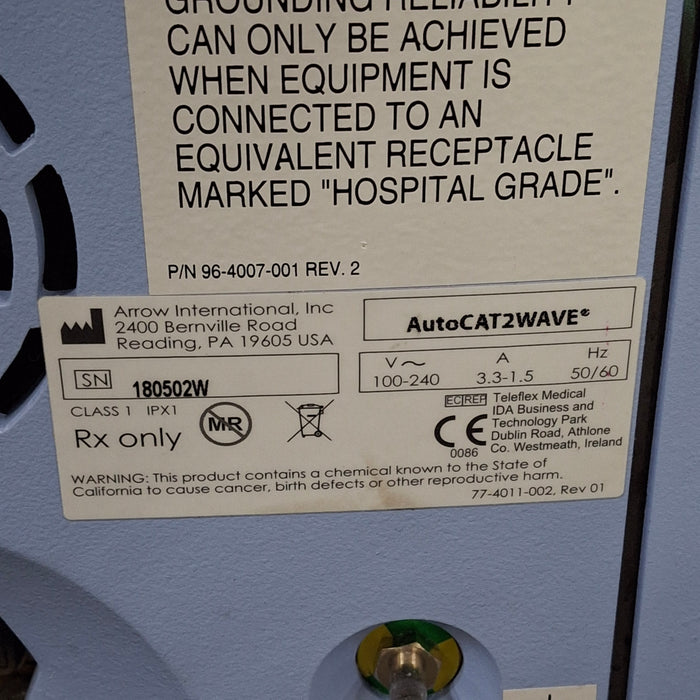 GROUNDING RELIABILITY
CAN ONLY BE ACHIEVED
WHEN EQUIPMENT IS
CONNECTED TO AN
EQUIVALENT RECEPTACLE
MARKED "HOSPITAL GRADE".
P/N 96-4007-001 REV. 2
Arrow International, Inc
2400 Bernville Road
Reading, PA 19605 USA
AutoCAT2WAVE®
SN 180502W
V~ A Hz
100-240 3.3-1.5 50/60
CLASS 1 IPX1
Rx only
MR
EC REP Teleflex Medical
IDA Business and
Technology Park
Dublin Road, Athlone
Co. Westmeath, Ireland
CE
0086
WARNING: This product contains a chemical known to the State of
California to cause cancer, birth defects or other reproductive harm.
77-4011-002, Rev 01